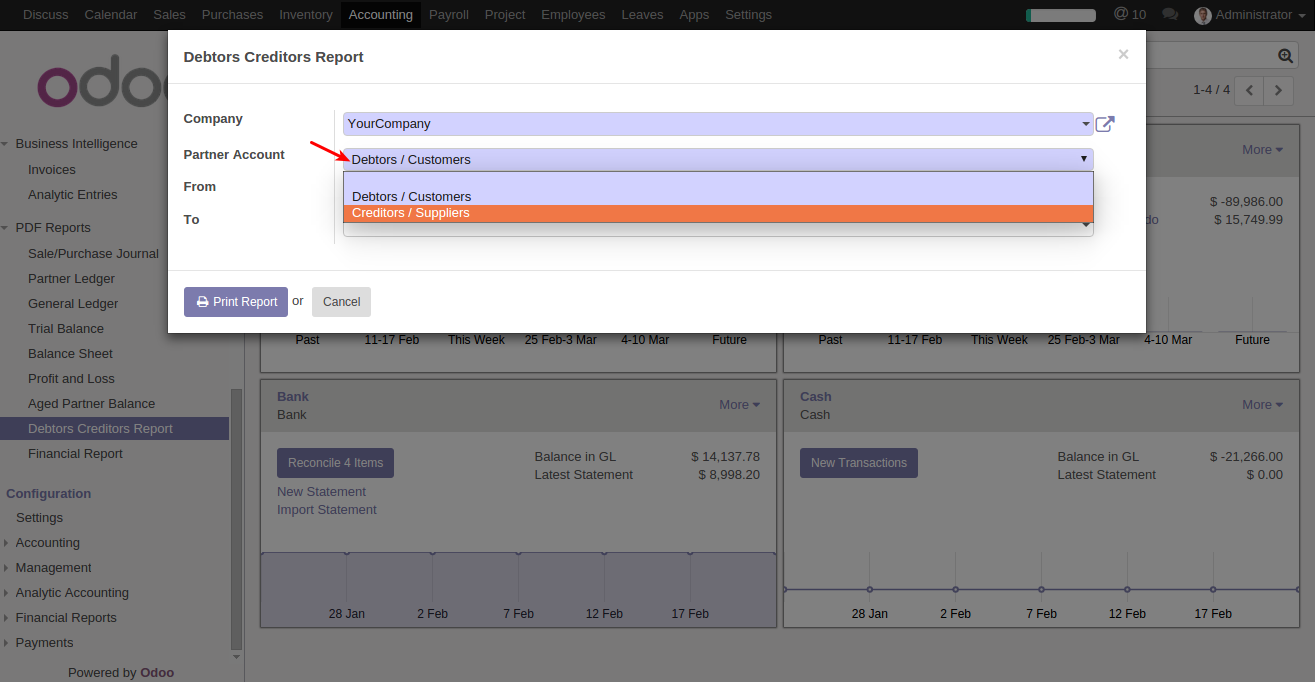 Discuss Calendar Sales Purchases Inventory Accounting Payroll Project Employees Leaves Apps Settings @ 10 Administrator
Debtors Creditors Report ×
odoo
1-4 / 4
Company YourCompany
Partner Account Debtors / Customers
Debtors / Customers
Creditors / Suppliers
From
To
Print Report or Cancel
Business Intelligence
Invoices
Analytic Entries
PDF Reports
Sale/Purchase Journal
Partner Ledger
General Ledger
Trial Balance
Balance Sheet
Profit and Loss
Aged Partner Balance
Debtors Creditors Report
Financial Report
Configuration
Settings
Accounting
Management
Analytic Accounting
Financial Reports
Payments
Powered by Odoo
More
$ -89,986.00
do $ 15,749.99
Past 11-17 Feb This Week 25 Feb-3 Mar 4-10 Mar Future
Past 11-17 Feb This Week 25 Feb-3 Mar 4-10 Mar Future
Bank
Bank
More
Reconcile 4 Items
New Statement
Import Statement
Balance in GL $ 14,137.78
Latest Statement $ 8,998.20
28 Jan 2 Feb 7 Feb 12 Feb 17 Feb
Cash
Cash
More
New Transactions
Balance in GL $ -21,266.00
Latest Statement $ 0.00
28 Jan 2 Feb 7 Feb 12 Feb 17 Feb